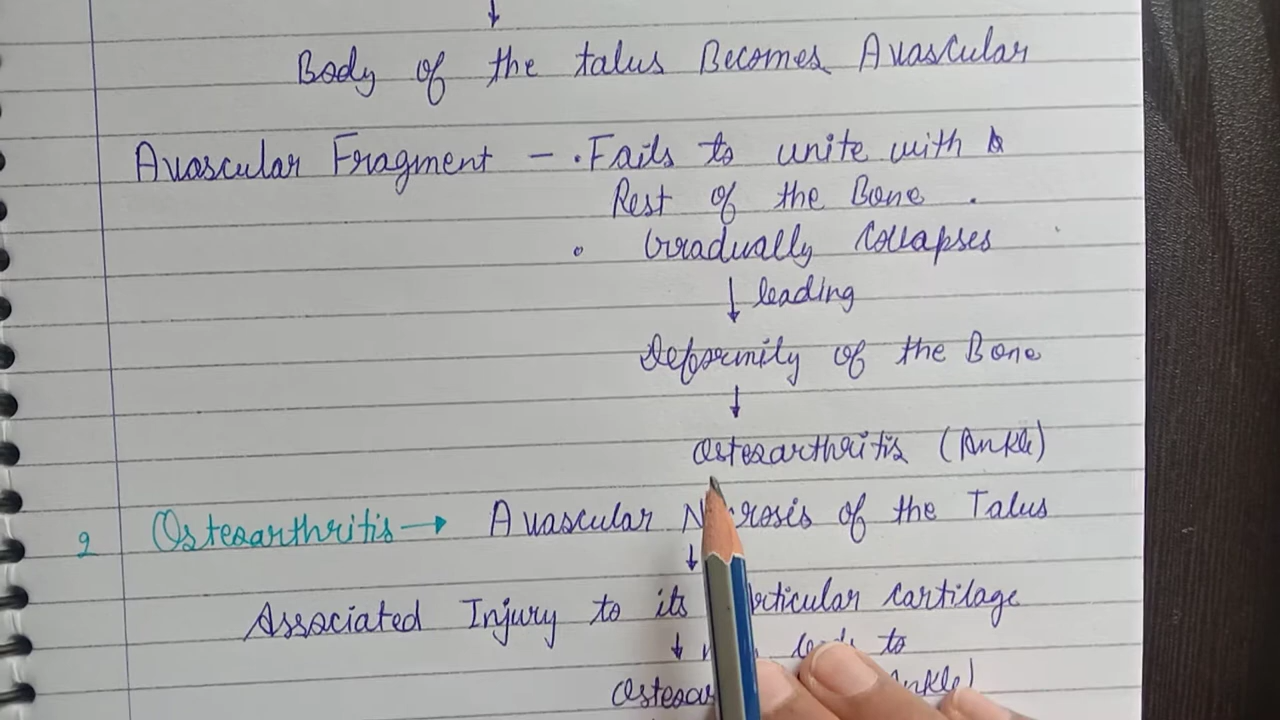 ↓
Body of the talus Becomes Avascular
Avascular Fragment - . Fails to unite with
Rest of the Bone .
• Gradually Collapses
↓ leading
Deformity of the Bone
↓
Osteoarthritis (Ankle)
2 Osteoarthritis → Avascular of the Talus
↓
Associated Injury to its cartilage
↓ to